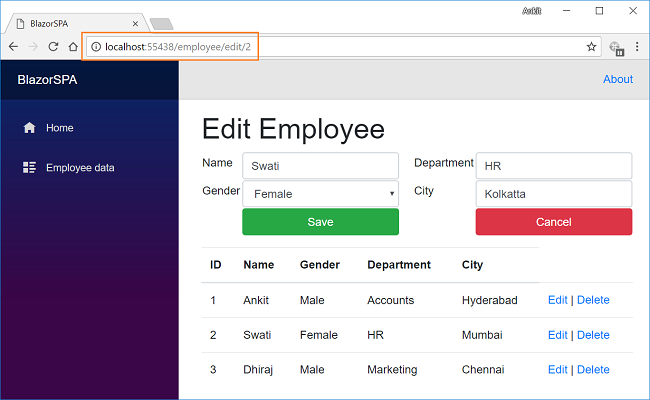 Ankit
BlazorSPA
localhost:55438/employee/edit/2
BlazorSPA
About
Home
Employee data
Edit Employee
Name Swati Department HR
Gender Female City Kolkatta
Save Cancel
ID Name Gender Department City
1 Ankit Male Accounts Hyderabad Edit | Delete
2 Swati Female HR Mumbai Edit | Delete
3 Dhiraj Male Marketing Chennai Edit | Delete